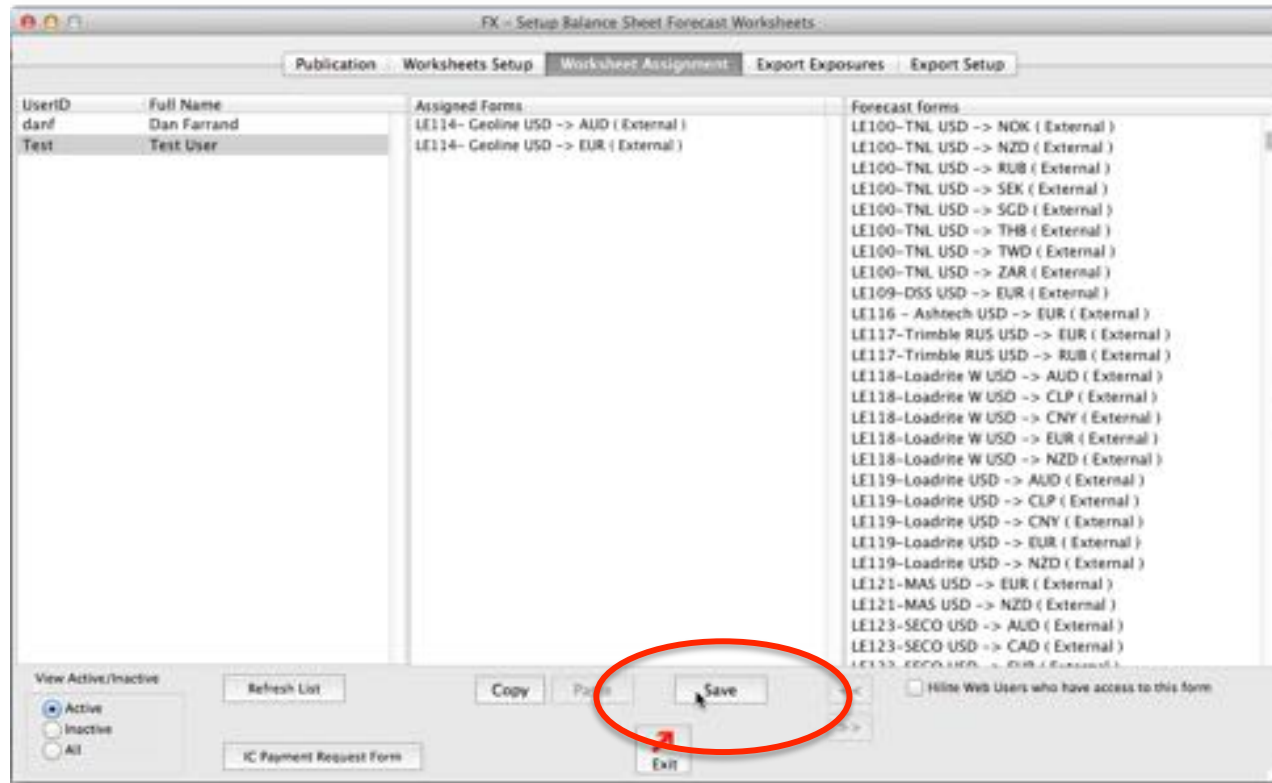 FX - Setup Balance Sheet Forecast Worksheets
Publication Worksheets Setup Worksheet Assignment Export Exposures Export Setup
UserID Full Name
danf Dan Farrand
Test Test User
Assigned Forms
LE114- Geoline USD -> AUD ( External )
LE114- Geoline USD -> EUR ( External )
Forecast forms
LE100-TNL USD -> NOK ( External )
LE100-TNL USD -> NZD ( External )
LE100-TNL USD -> RUB ( External )
LE100-TNL USD -> SEK ( External )
LE100-TNL USD -> SGD ( External )
LE100-TNL USD -> THB ( External )
LE100-TNL USD -> TWD ( External )
LE100-TNL USD -> ZAR ( External )
LE109-DSS USD -> EUR ( External )
LE116 - Ashtech USD -> EUR ( External )
LE117-Trimble RUS USD -> EUR ( External )
LE117-Trimble RUS USD -> RUB ( External )
LE118-Loadrite W USD -> AUD ( External )
LE118-Loadrite W USD -> CLP ( External )
LE118-Loadrite W USD -> CNY ( External )
LE118-Loadrite W USD -> EUR ( External )
LE118-Loadrite W USD -> NZD ( External )
LE119-Loadrite USD -> AUD ( External )
LE119-Loadrite USD -> CLP ( External )
LE119-Loadrite USD -> CNY ( External )
LE119-Loadrite USD -> EUR ( External )
LE119-Loadrite USD -> NZD ( External )
LE121-MAS USD -> EUR ( External )
LE121-MAS USD -> NZD ( External )
LE123-SECO USD -> AUD ( External )
LE123-SECO USD -> CAD ( External )
View Active/Inactive
Active
Inactive
All
Refresh List
IC Payment Request Form
Copy Paste Save
Exit
>>
Hilite Web Users who have access to this form